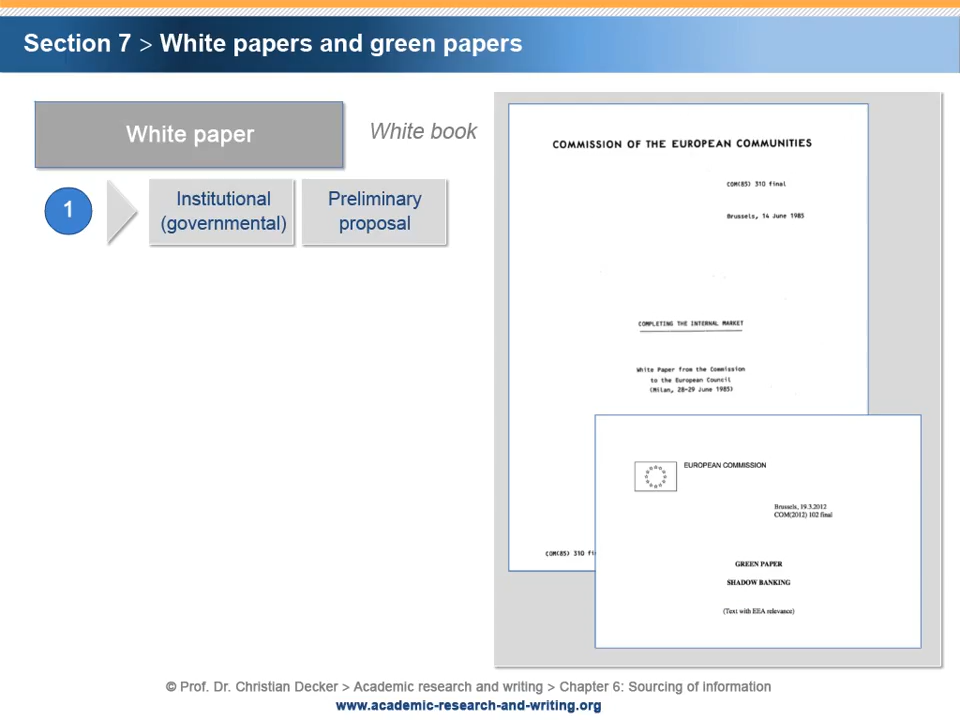 Section 7 > White papers and green papers
White paper
White book
1
Institutional
(governmental)
Preliminary
proposal
COMMISSION OF THE EUROPEAN COMMUNITIES
COM(85) 310 final
Brussels, 14 June 1985
COMPLETING THE INTERNAL MARKET
White Paper from the Commission
to the European Council
(Milan, 28-29 June 1985)
COM(85) 310 fi
EUROPEAN COMMISSION
Brussels, 19.3.2012
COM(2012) 102 final
GREEN PAPER
SHADOW BANKING
(Text with EEA relevance)
© Prof. Dr. Christian Decker > Academic research and writing > Chapter 6: Sourcing of information
www.academic-research-and-writing.org